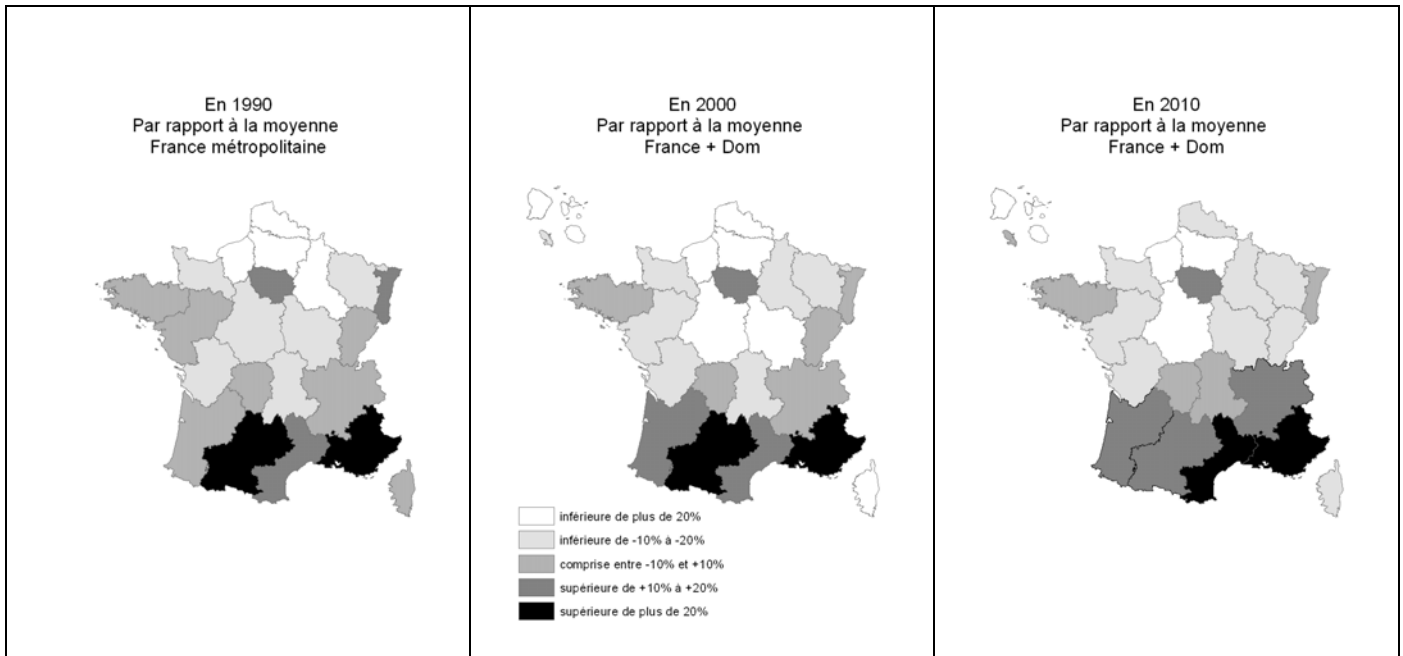 En 1990
Par rapport à la moyenne
France métropolitaine
En 2000
Par rapport à la moyenne
France + Dom
inférieure de plus de 20%
inférieure de -10% à -20%
comprise entre -10% et +10%
supérieure de +10% à +20%
supérieure de plus de 20%
En 2010
Par rapport à la moyenne
France + Dom